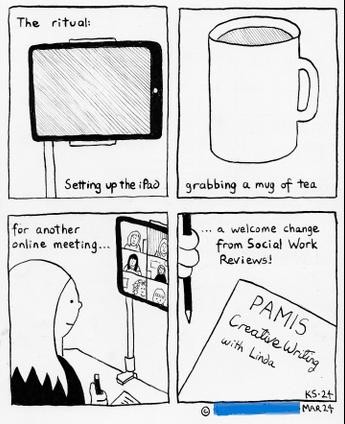 The ritual:
Setting up the iPad
grabbing a mug of tea
for another
online meeting...
... a welcome change
from Social Work
Reviews!
PAMIS
Creative Writing
with Linda
KS·24
© MAR 24